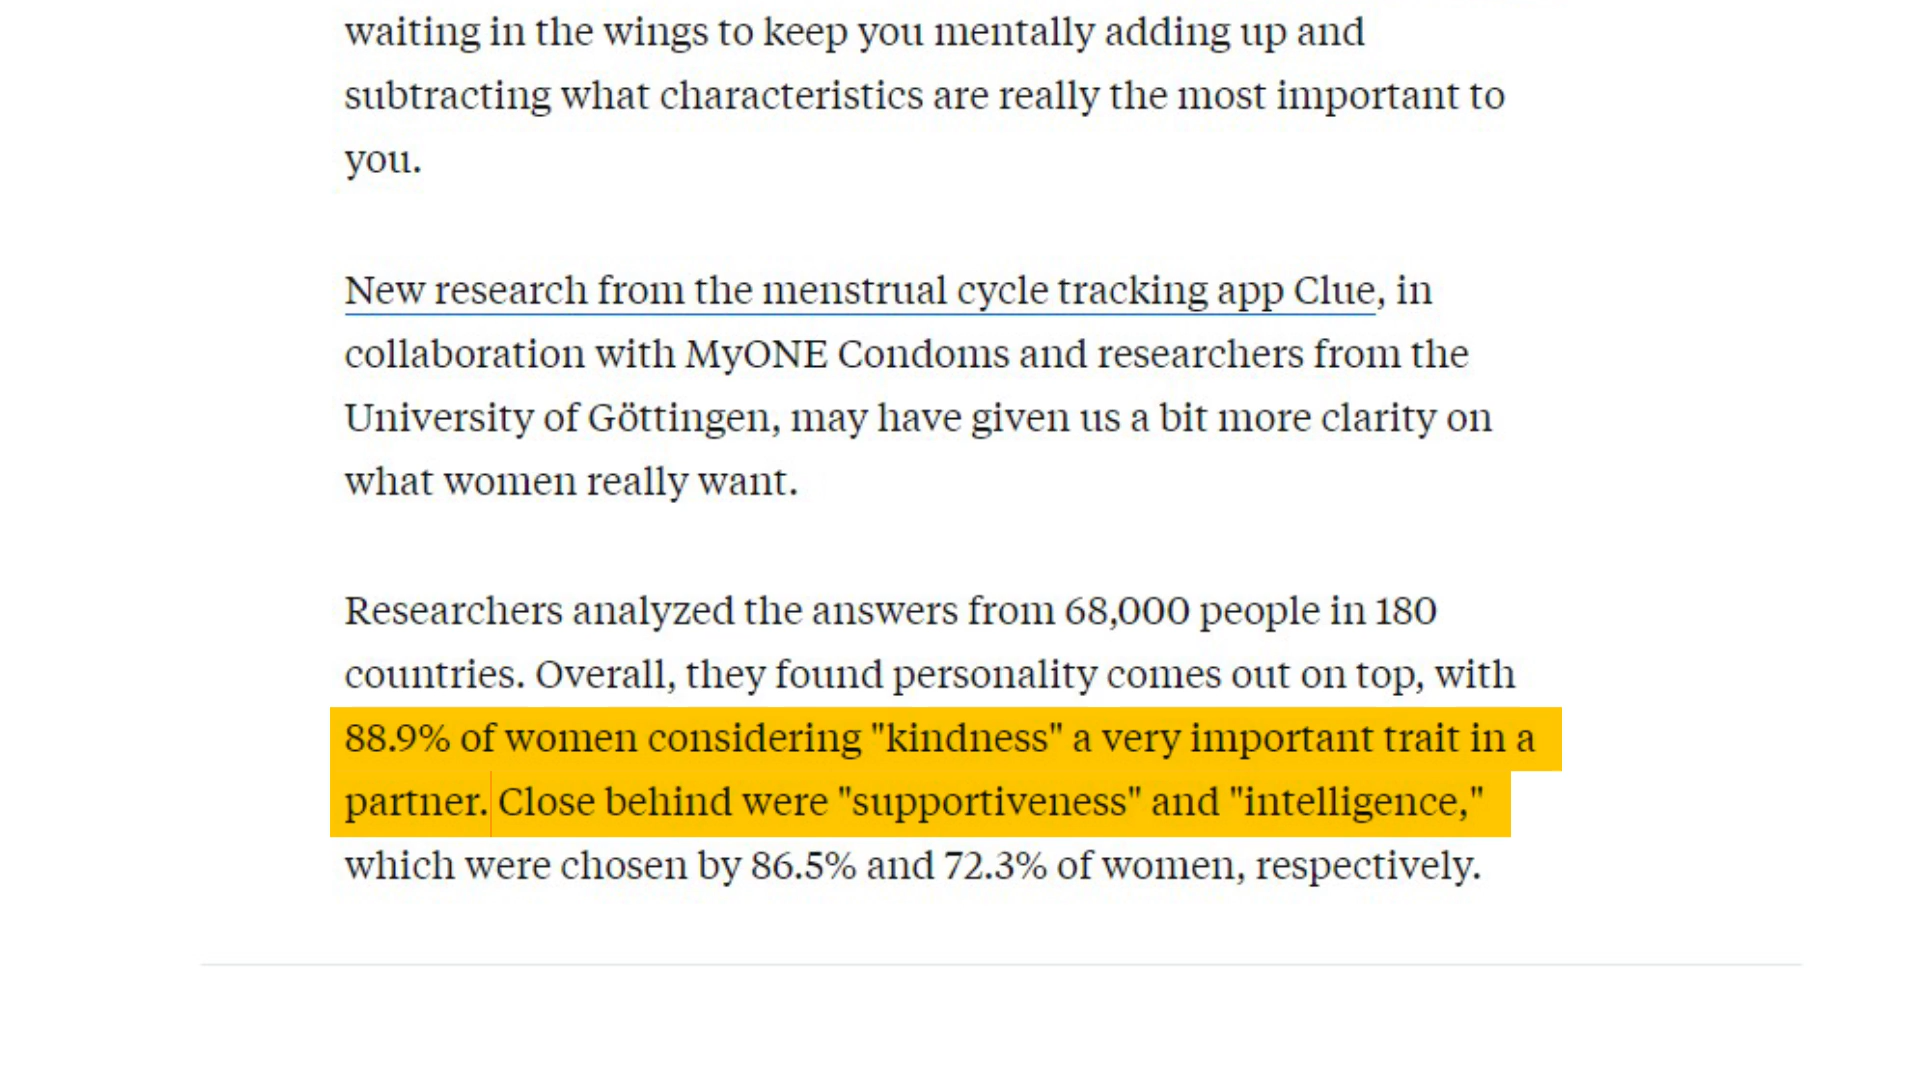 waiting in the wings to keep you mentally adding up and
subtracting what characteristics are really the most important to
you.
New research from the menstrual cycle tracking app Clue, in
collaboration with MyONE Condoms and researchers from the
University of Göttingen, may have given us a bit more clarity on
what women really want.
Researchers analyzed the answers from 68,000 people in 180
countries. Overall, they found personality comes out on top, with
88.9% of women considering "kindness" a very important trait in a
partner. Close behind were "supportiveness" and "intelligence,"
which were chosen by 86.5% and 72.3% of women, respectively.